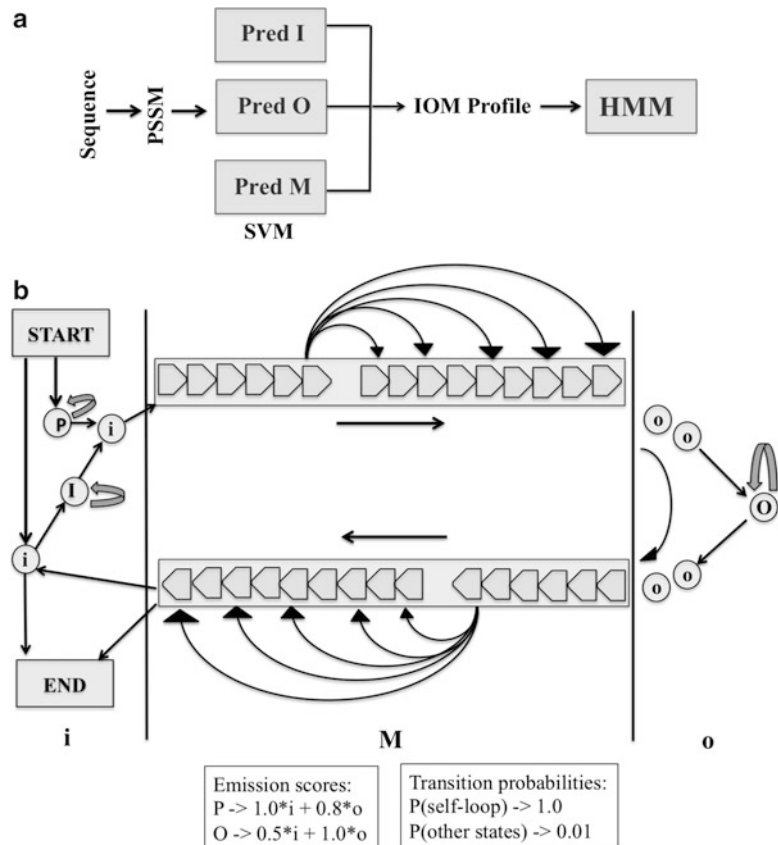 a
Sequence
PSSM
Pred I
Pred O
Pred M
SVM
IOM Profile
HMM
b
START
P
i
I
i
END
o
o
O
o
o
i
M
o
Emission scores:
P -> 1.0*i + 0.8*o
O -> 0.5*i + 1.0*o
Transition probabilities:
P(self-loop) -> 1.0
P(other states) -> 0.01